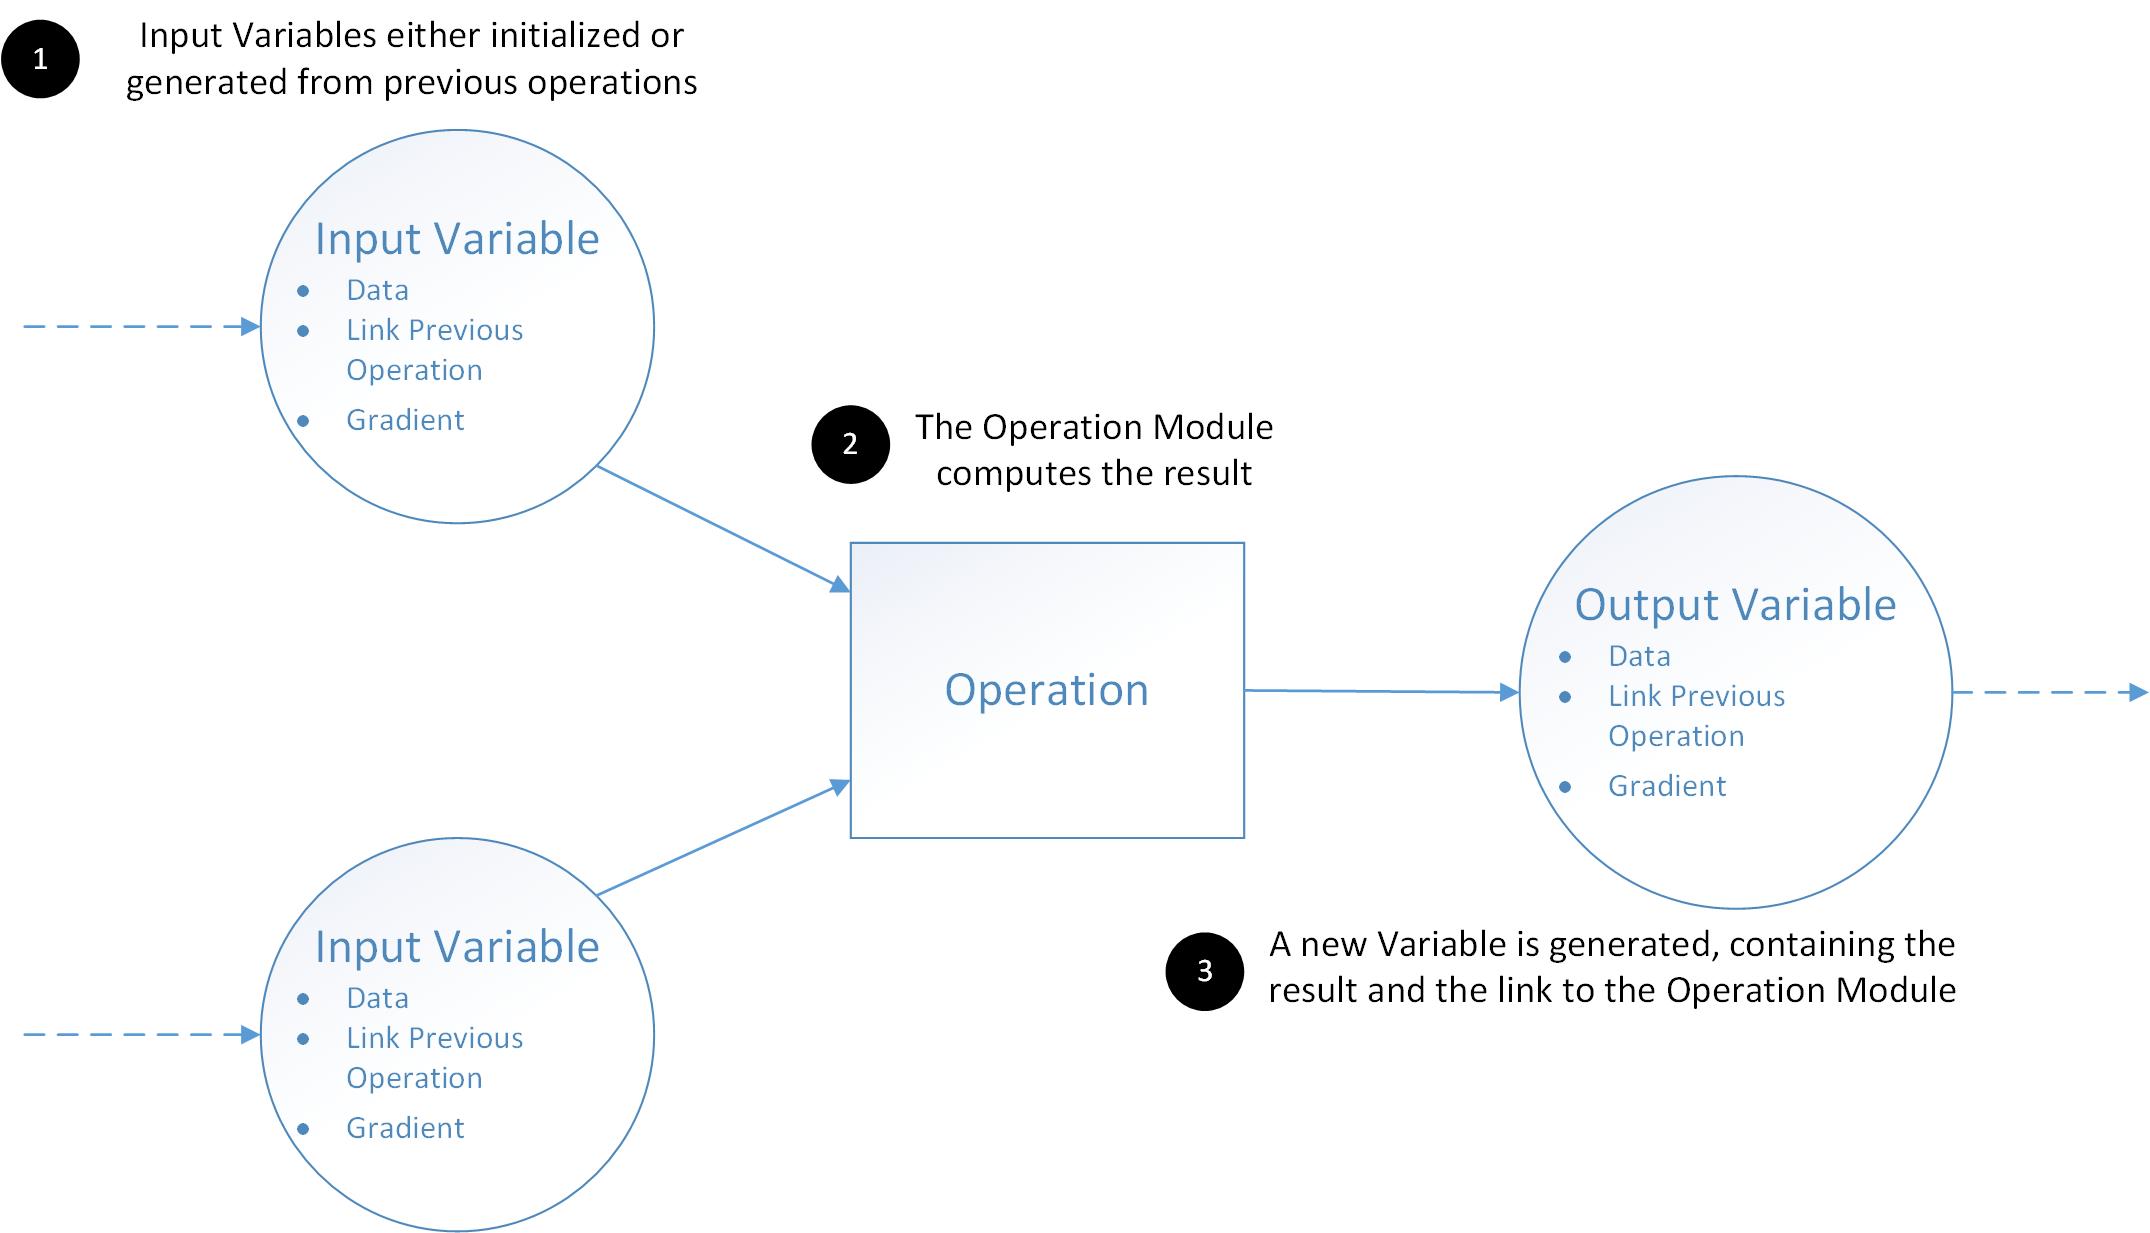 1
Input Variables either initialized or
generated from previous operations
Input Variable
• Data
• Link Previous
Operation
• Gradient
2
The Operation Module
computes the result
Operation
Output Variable
• Data
• Link Previous
Operation
• Gradient
Input Variable
• Data
• Link Previous
Operation
• Gradient
3
A new Variable is generated, containing the
result and the link to the Operation Module